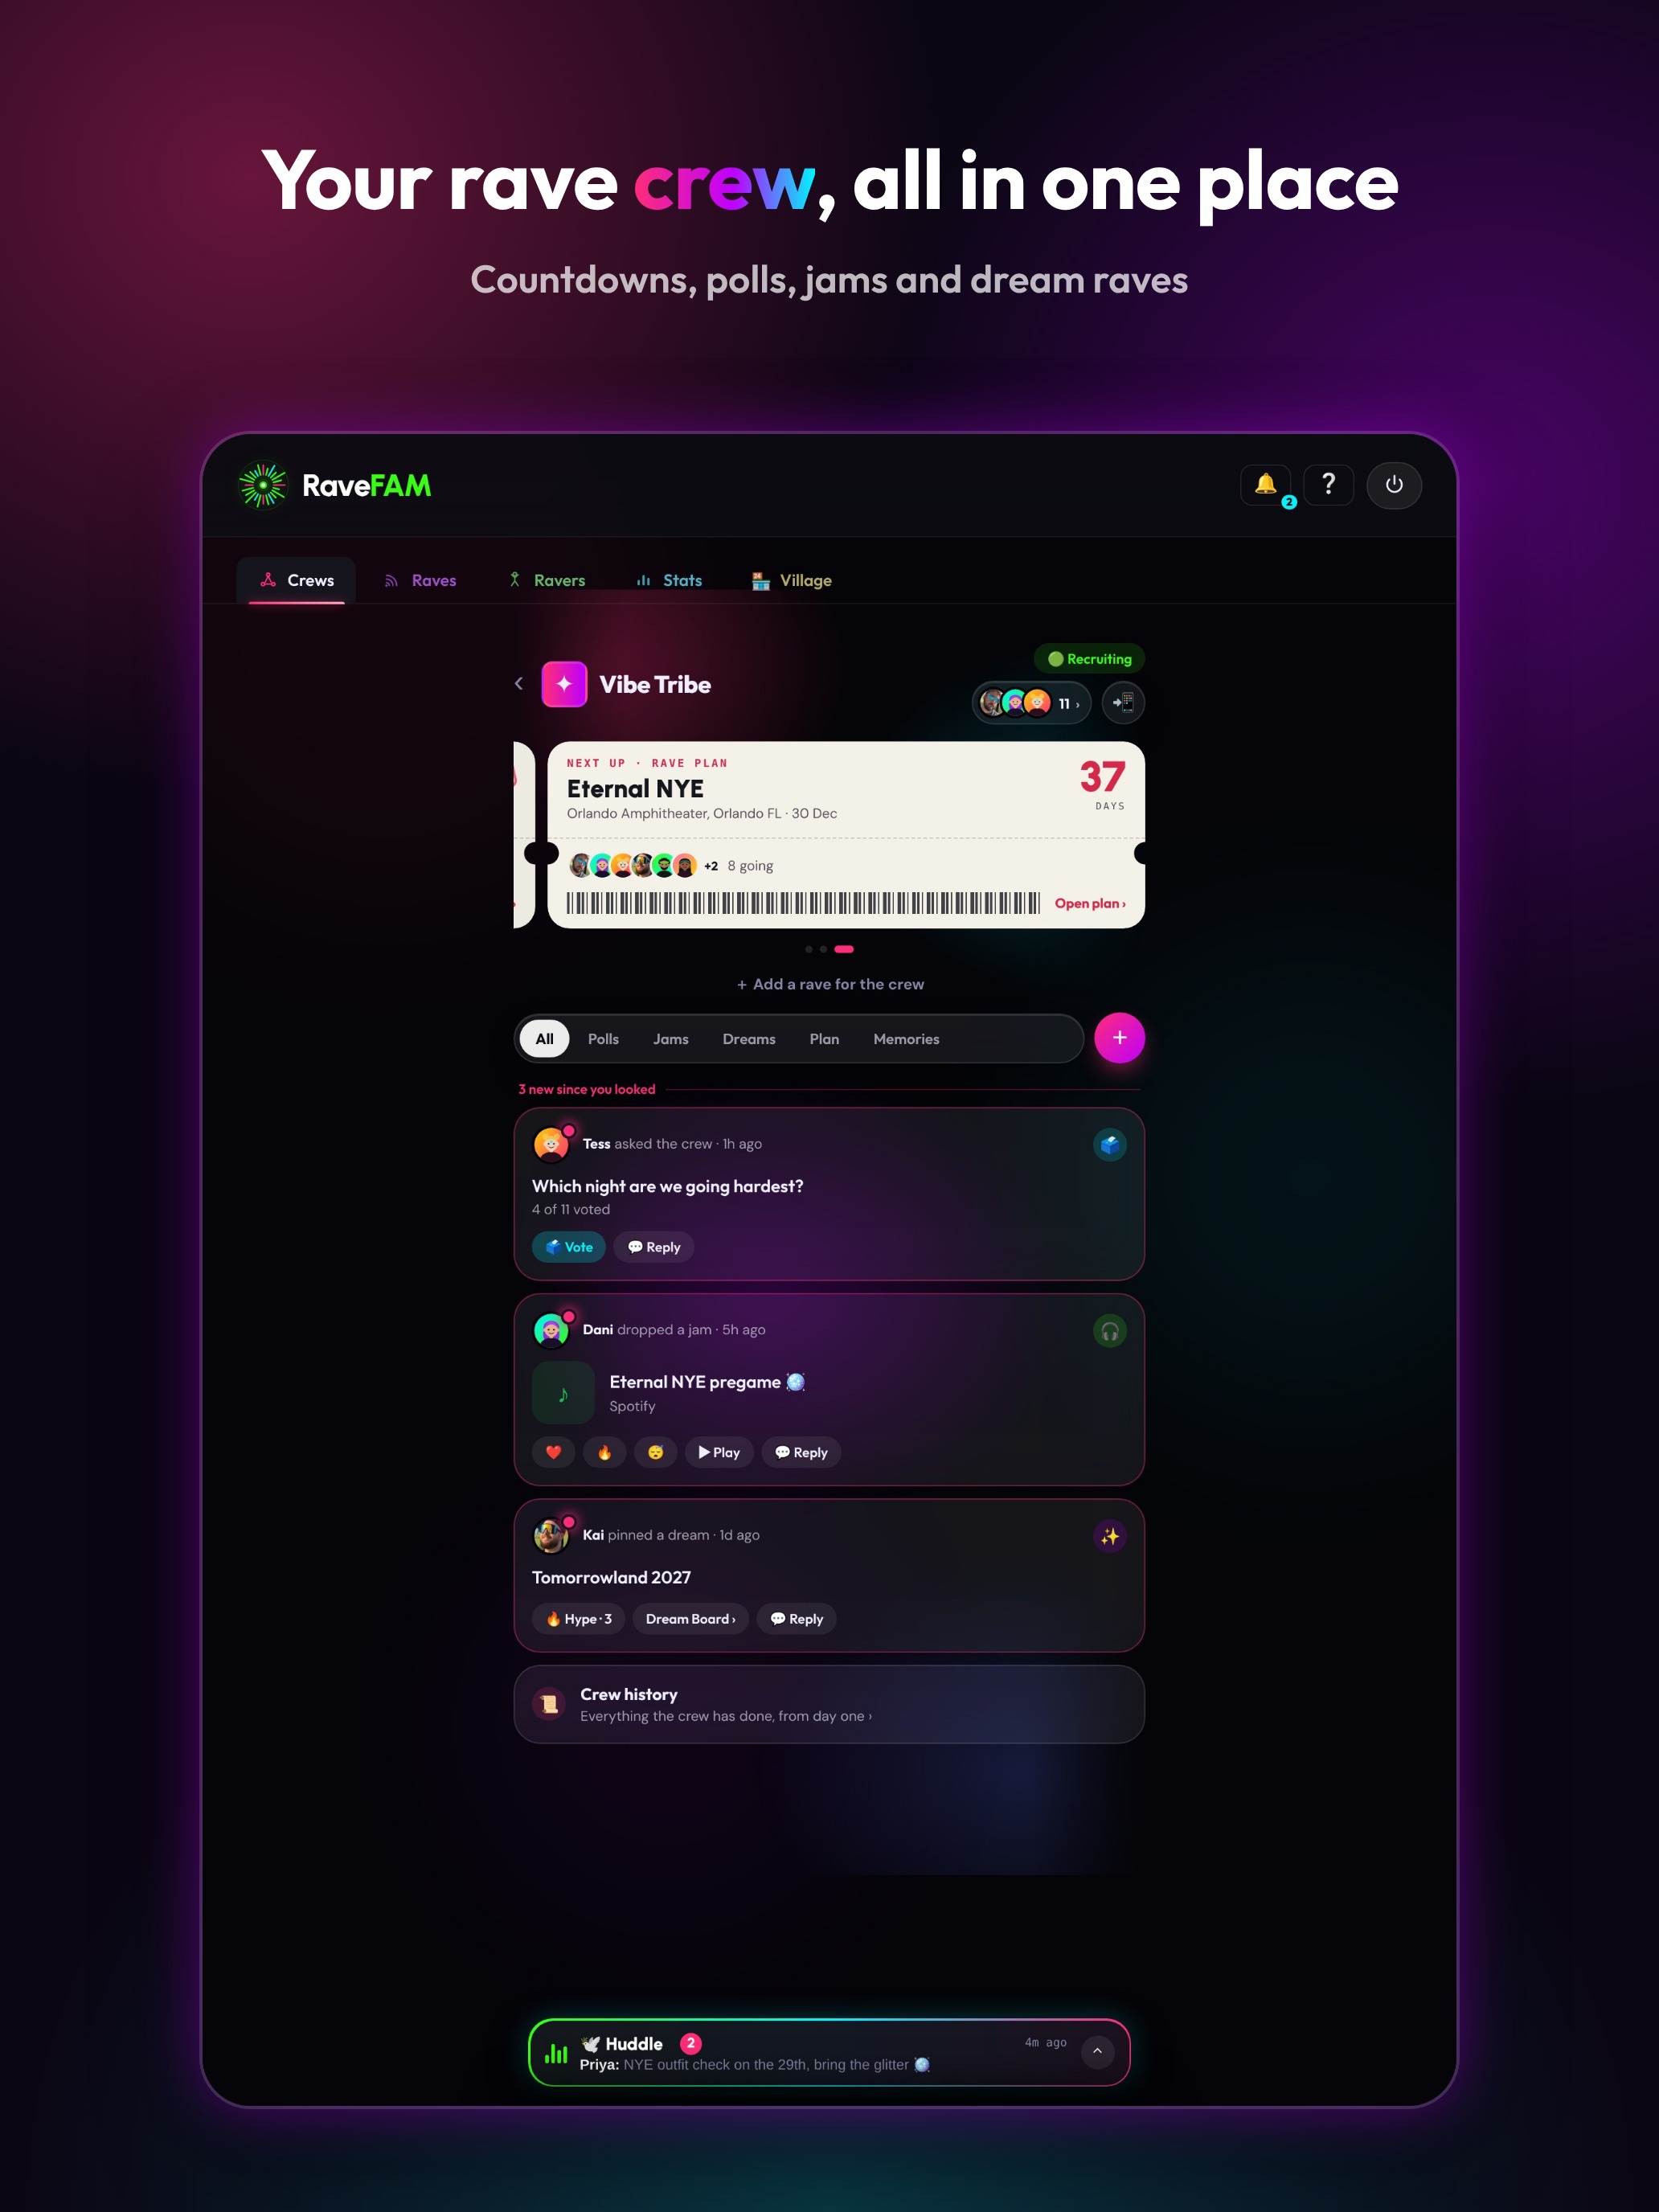 Your rave crew, all in one place
Countdowns, polls, jams and dream raves
RaveFAM
2
?
Crews
Raves
Ravers
Stats
Village
Recruiting
Vibe Tribe
11 ›
NEXT UP · RAVE PLAN
37
Eternal NYE
DAYS
Orlando Amphitheater, Orlando FL · 30 Dec
+2 8 going
Open plan ›
+ Add a rave for the crew
All Polls Jams Dreams Plan Memories
+
3 new since you looked
Tess asked the crew · 1h ago
Which night are we going hardest?
4 of 11 voted
🗳️ Vote 💬 Reply
Dani dropped a jam · 5h ago
Eternal NYE pregame 🪩
Spotify
❤️ 🔥 😴 ▶ Play 💬 Reply
Kai pinned a dream · 1d ago
Tomorrowland 2027
🔥 Hype · 3 Dream Board › 💬 Reply
Crew history
Everything the crew has done, from day one ›
🕊️ Huddle 2
4m ago
Priya: NYE outfit check on the 29th, bring the glitter 🪩